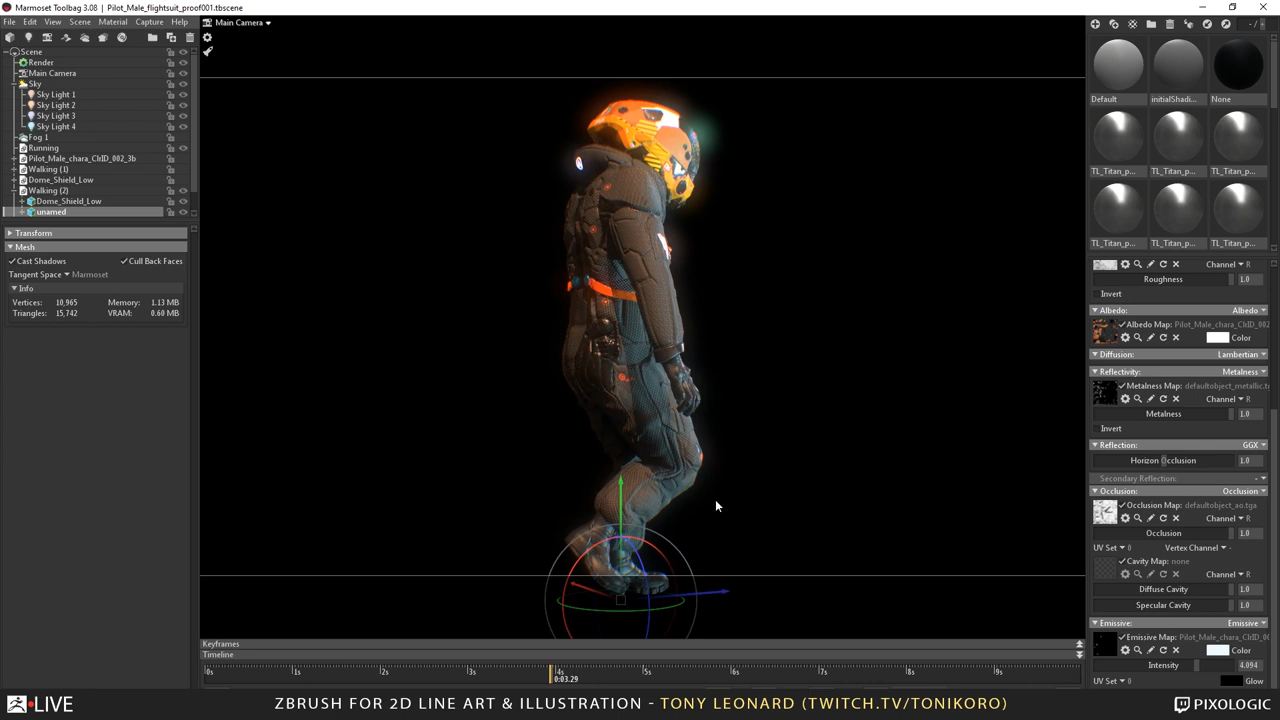 Marmoset Toolbag 3.08 | Pilot_Male_flightsuit_proof001.tbscene
File Edit View Scene Material Capture Help
Main Camera
Scene
Render
Main Camera
Sky
Sky Light 1
Sky Light 2
Sky Light 3
Sky Light 4
Fog 1
Running
Pilot_Male_chara_ClrID_002_3b
Walking (1)
Dome_Shield_Low
Walking (2)
Dome_Shield_Low
unamed
Transform
Mesh
Cast Shadows Cull Back Faces
Tangent Space Marmoset
Info
Vertices: 10,965 Memory: 1.13 MB
Triangles: 15,742 VRAM: 0.60 MB
Default initialShadi... None
TL_Titan_p... TL_Titan_p... TL_Titan_p...
TL_Titan_p... TL_Titan_p... TL_Titan_p...
Channel R
Roughness 1.0
Invert
Albedo: Albedo
Albedo Map: Pilot_Male_chara_ClrID_002
Color
Diffusion: Lambertian
Reflectivity: Metalness
Metalness Map: defaultobject_metallic.t
Channel R
Metalness 1.0
Invert
Reflection: GGX
Horizon Occlusion 1.0
Secondary Reflection: -
Occlusion: Occlusion
Occlusion Map: defaultobject_ao.tga
Channel R
Occlusion 1.0
UV Set 0 Vertex Channel -
Cavity Map: none
Channel R
Diffuse Cavity 1.0
Specular Cavity 1.0
Emissive: Emissive
Emissive Map: Pilot_Male_chara_ClrID_00
Color
Intensity 4.094
UV Set 0 Glow
Keyframes
Timeline
0s 1s 2s 3s 4s 5s 6s 7s 8s 9s
0:03.29
LIVE
ZBRUSH FOR 2D LINE ART & ILLUSTRATION - TONY LEONARD (TWITCH.TV/TONIKORO)
PIXOLOGIC